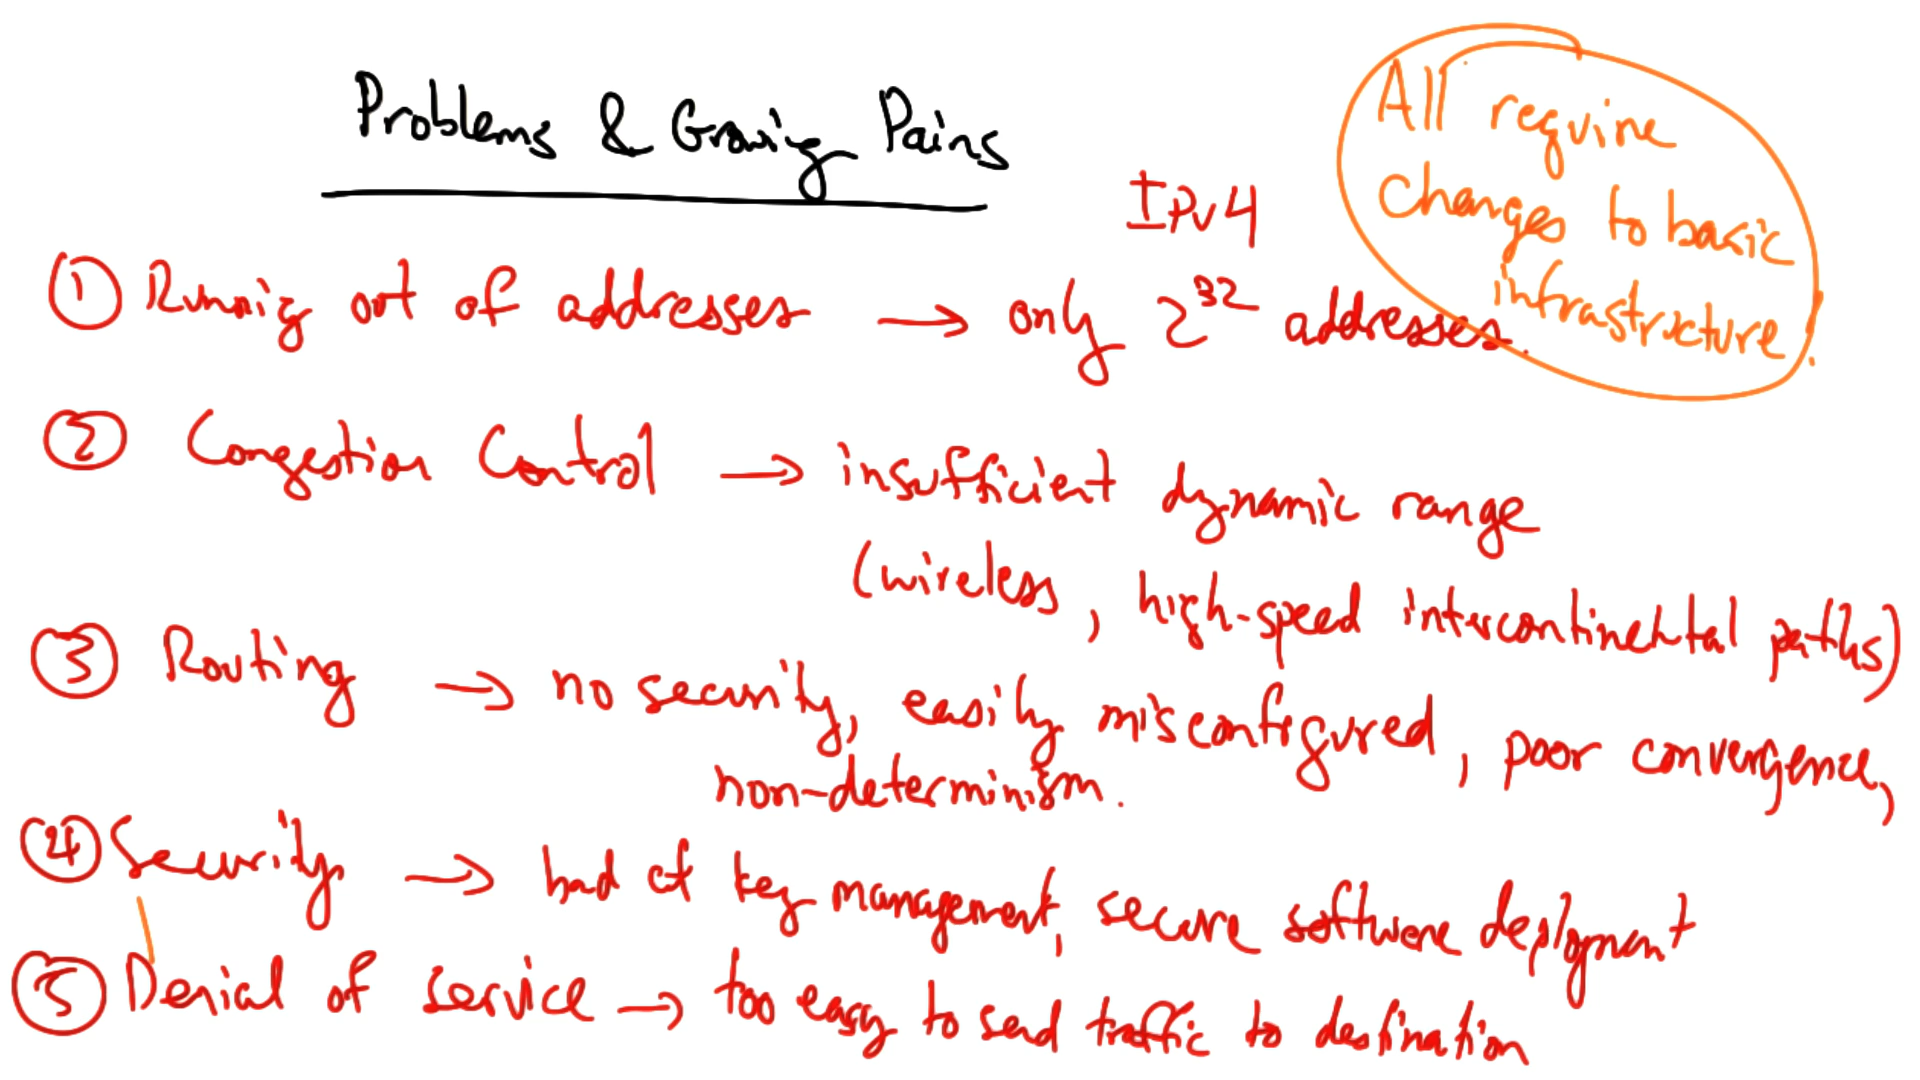 Problems & Growing Pains
All require
changes to basic
infrastructure.
IPv4
① Running out of addresses → only 2³² addresses.
② Congestion Control → insufficient dynamic range
(wireless, high-speed intercontinental paths)
③ Routing → no security, easily misconfigured, poor convergence,
non-determinism.
④ Security → bad at key management, secure software deployment
⑤ Denial of service → too easy to send traffic to destination